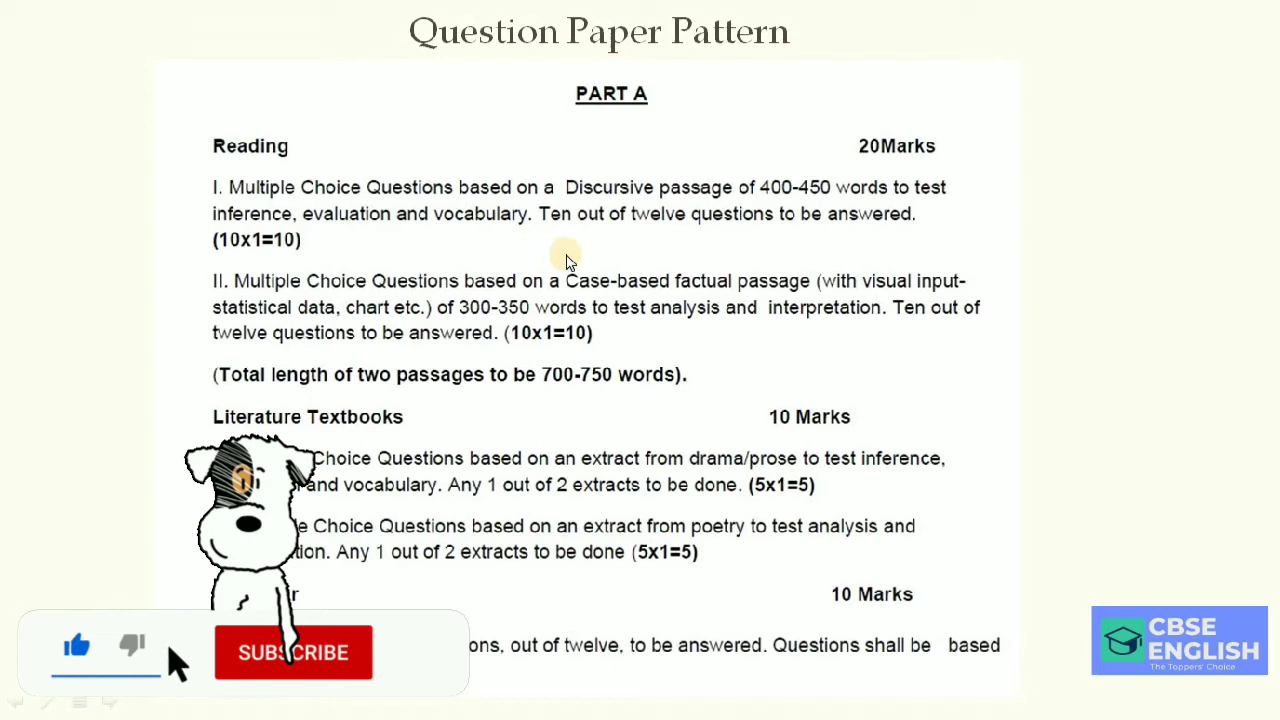 Question Paper Pattern
PART A
Reading 20Marks
I. Multiple Choice Questions based on a Discursive passage of 400-450 words to test
inference, evaluation and vocabulary. Ten out of twelve questions to be answered.
(10x1=10)
II. Multiple Choice Questions based on a Case-based factual passage (with visual input-
statistical data, chart etc.) of 300-350 words to test analysis and interpretation. Ten out of
twelve questions to be answered. (10x1=10)
(Total length of two passages to be 700-750 words).
Literature Textbooks 10 Marks
Choice Questions based on an extract from drama/prose to test inference,
and vocabulary. Any 1 out of 2 extracts to be done. (5x1=5)
Choice Questions based on an extract from poetry to test analysis and
Any 1 out of 2 extracts to be done (5x1=5)
10 Marks
out of twelve, to be answered. Questions shall be based
SUBSCRIBE
CBSE
ENGLISH
The Toppers' Choice